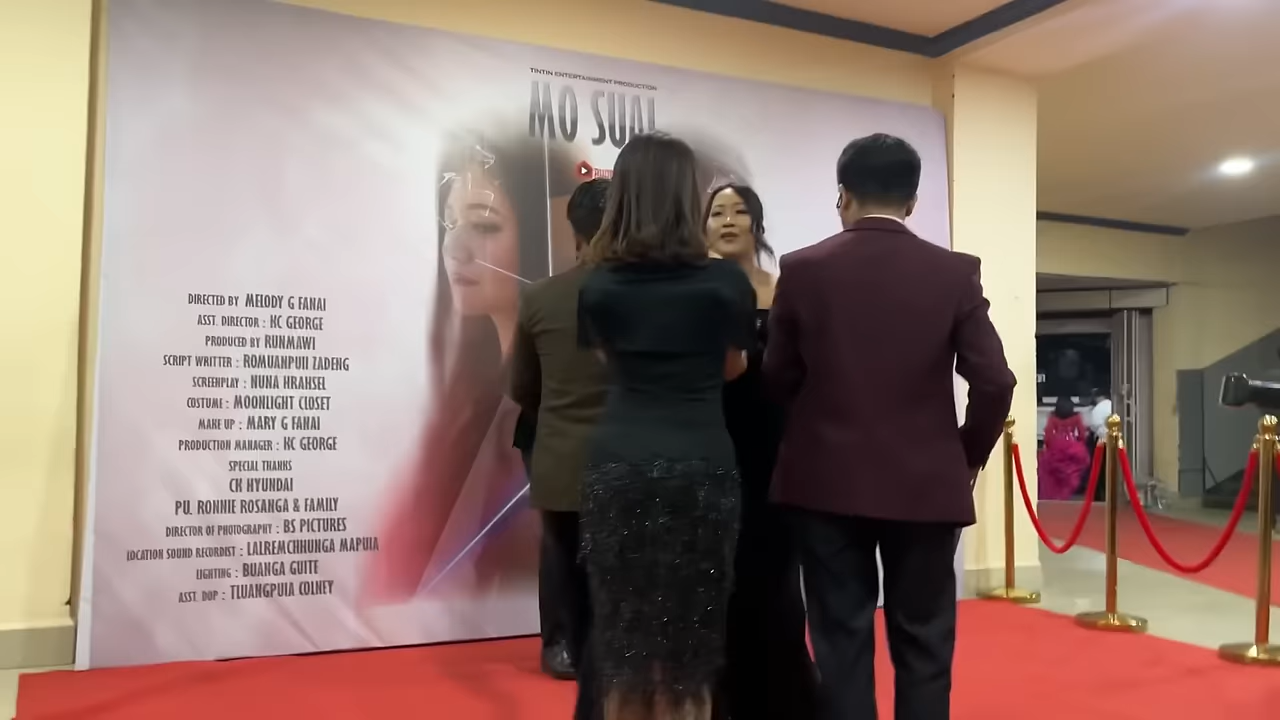 TINTIN ENTERTAINMENT PRODUCTION
MO SUAL
DIRECTED BY MELODY G FANAI
ASST. DIRECTOR : KC GEORGE
PRODUCED BY RUNMAWI
SCRIPT WRITTER : ROMUANPUII ZADENG
SCREENPLAY : NUNA HRAHSEL
COSTUME : MOONLIGHT CLOSET
MAKE UP : MARY G FANAI
PRODUCTION MANAGER : KC GEORGE
SPECIAL THANKS
CK HYUNDAI
PU. RONNIE ROSANGA & FAMILY
DIRECTOR OF PHOTOGRAPHY : BS PICTURES
LOCATION SOUND RECORDIST : LALREMCHHUNGA MAPUIA
LIGHTING : BUANGA GUITE
ASST. DOP : TLUANGPUIA COLNEY